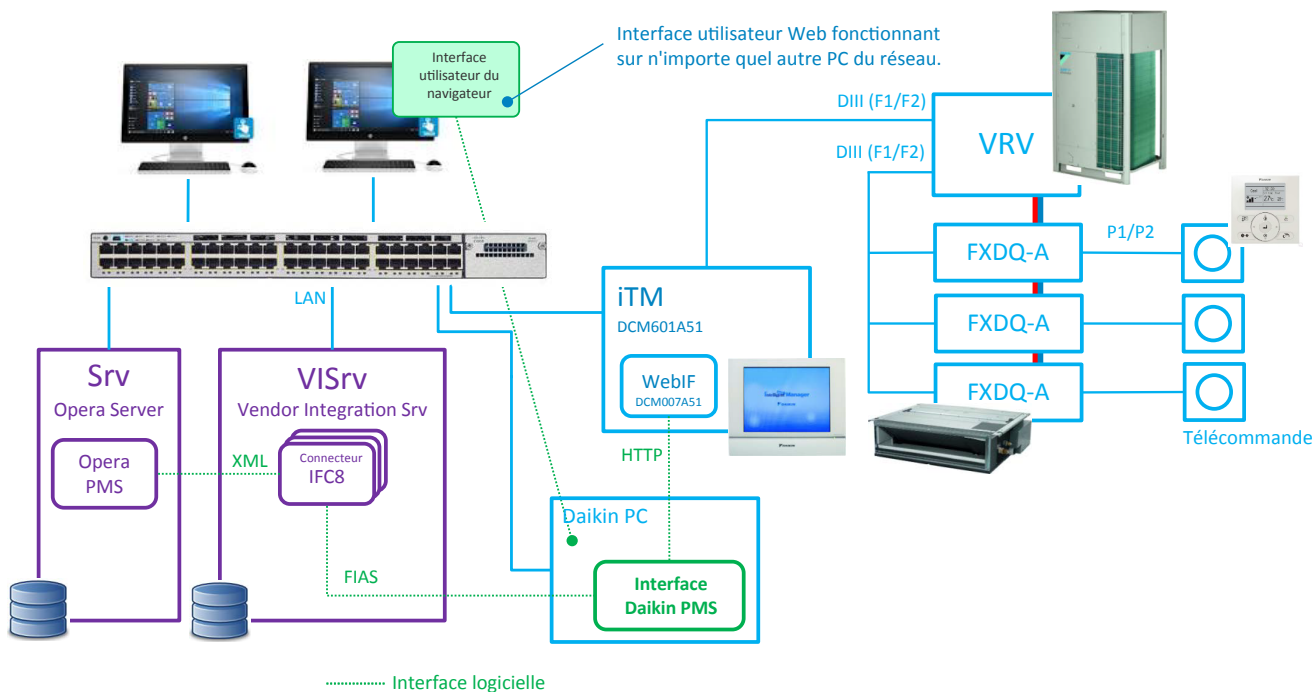 Interface
utilisateur du
navigateur
Interface utilisateur Web fonctionnant
sur n'importe quel autre PC du réseau.
DIII (F1/F2)
DIII (F1/F2)
VRV
FXDQ-A
P1/P2
FXDQ-A
FXDQ-A
Télécommande
LAN
iTM
DCM601A51
WebIF
DCM007A51
HTTP
Srv
Opera Server
Opera
PMS
XML
VISrv
Vendor Integration Srv
Connecteur
IFC8
FIAS
Daikin PC
Interface
Daikin PMS
Interface logicielle